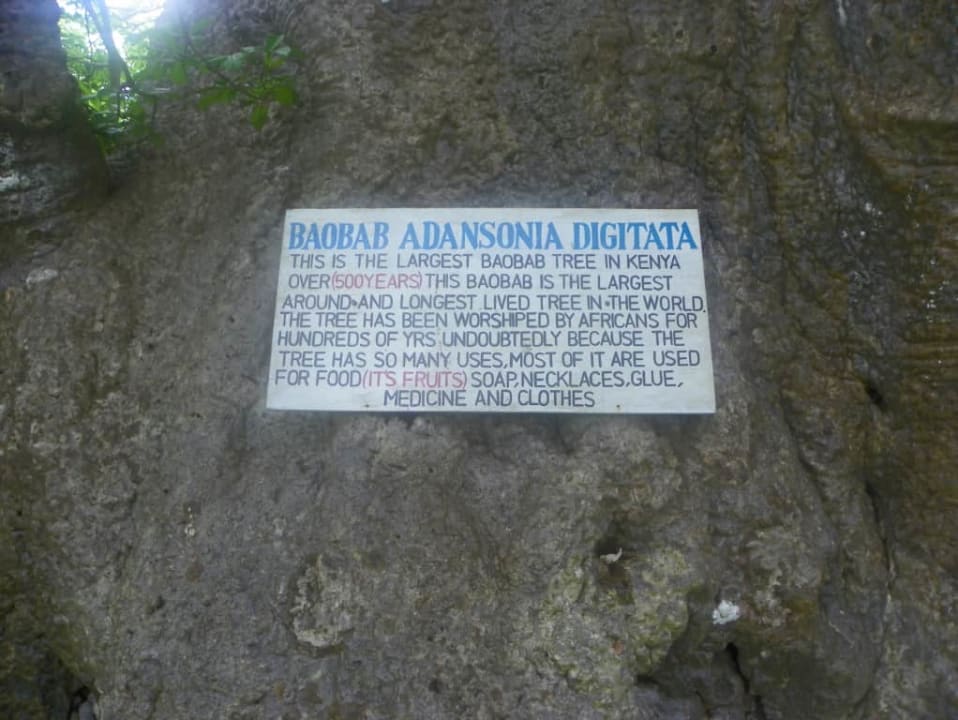 BAOBAB ADANSONIA DIGITATA
THIS IS THE LARGEST BAOBAB TREE IN KENYA
OVER(500YEARS) THIS BAOBAB IS THE LARGEST
AROUND AND LONGEST LIVED TREE IN THE WORLD.
THE TREE HAS BEEN WORSHIPED BY AFRICANS FOR
HUNDREDS OF YRS UNDOUBTEDLY BECAUSE THE
TREE HAS SO MANY USES, MOST OF IT ARE USED
FOR FOOD(IT'S FRUITS) SOAP, NECKLACES, GLUE,
MEDICINE AND CLOTHES